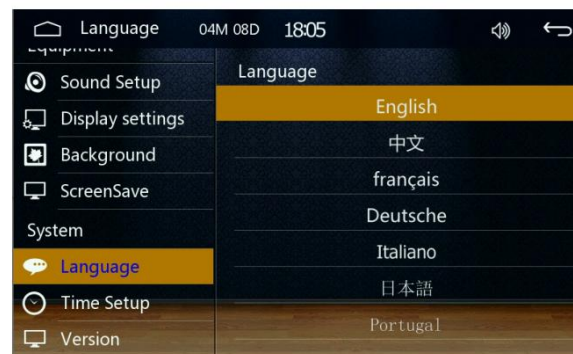 Language 04M 08D 18:05
Equipment
Sound Setup
Display settings
Background
ScreenSave
System
Language
Time Setup
Version
Language
English
中文
français
Deutsche
Italiano
日本語
Portugal